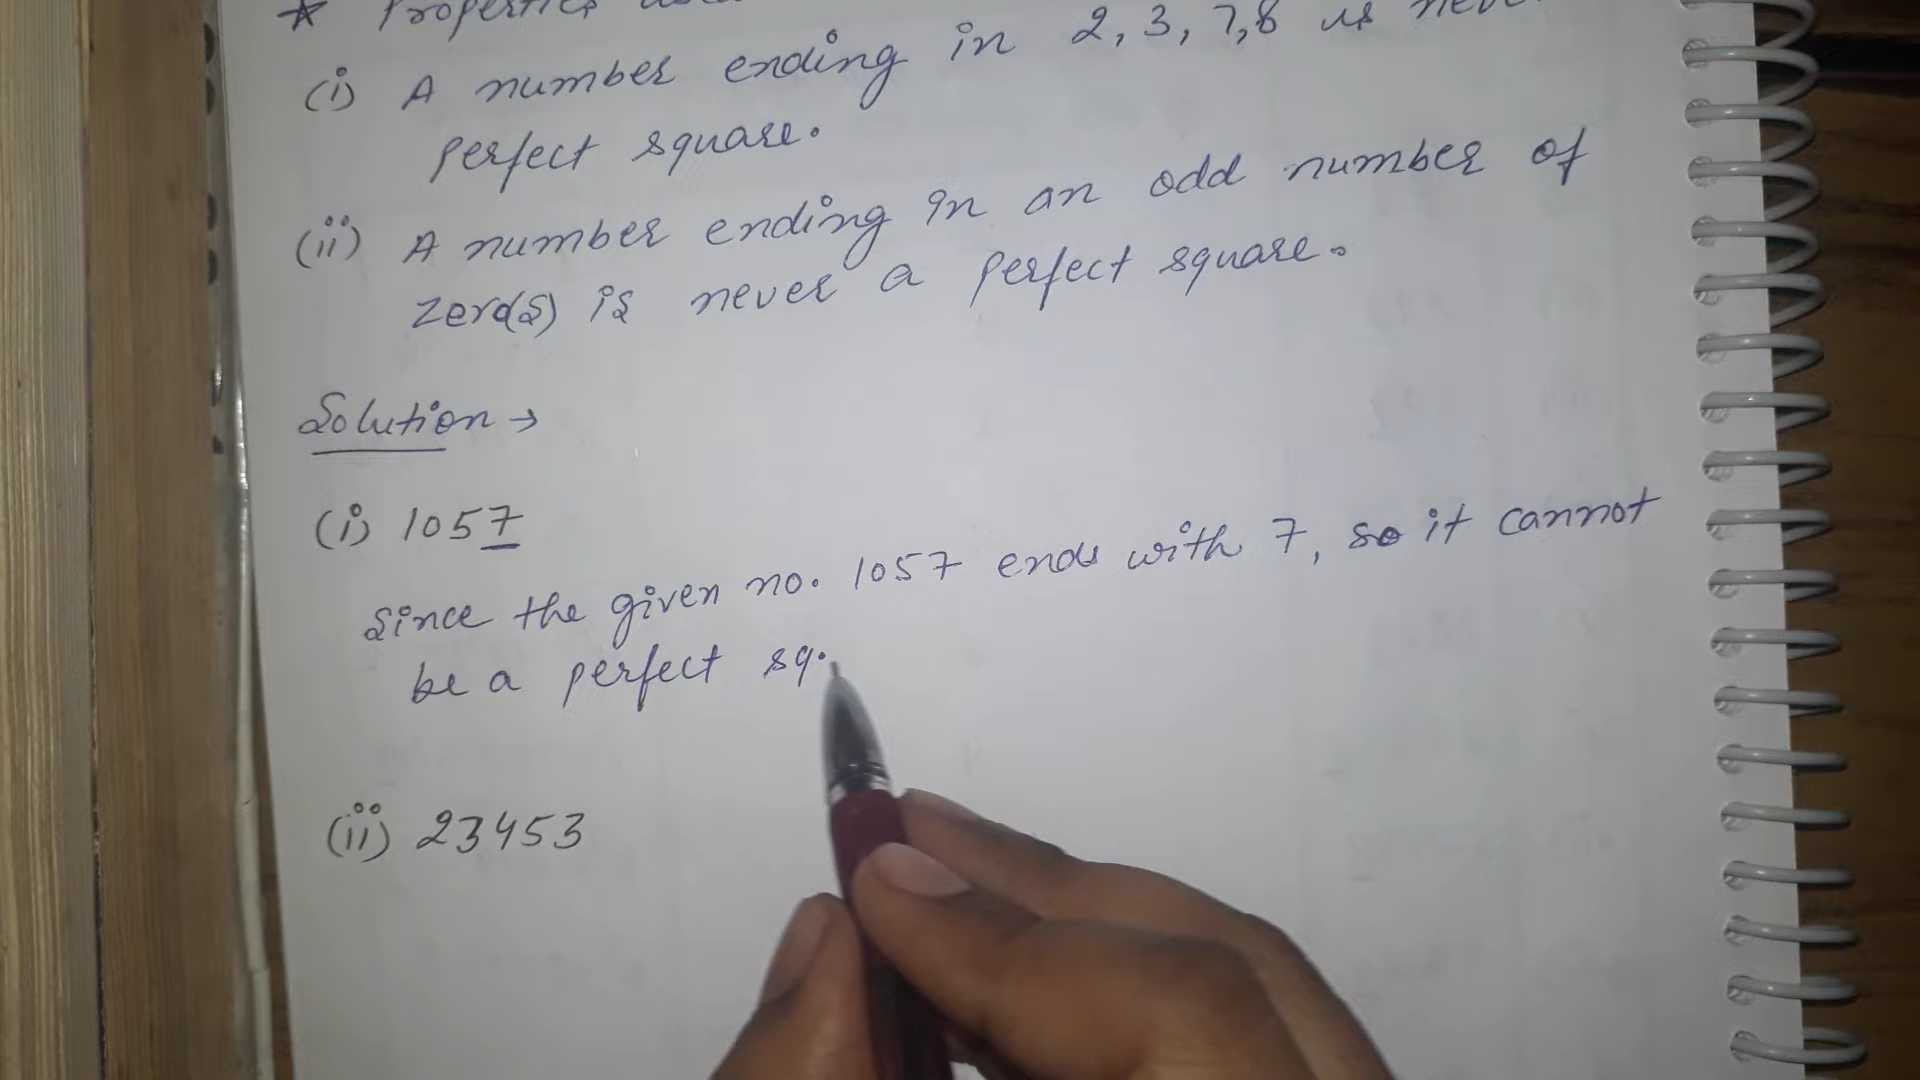 ★ Properties
(i) A number ending in 2, 3, 7, 8 is
perfect square.
(ii) A number ending in an odd number of
zero(s) is never a perfect square.
Solution →
(i) 1057
Since the given no. 1057 ends with 7, so it cannot
be a perfect sq.
(ii) 23453